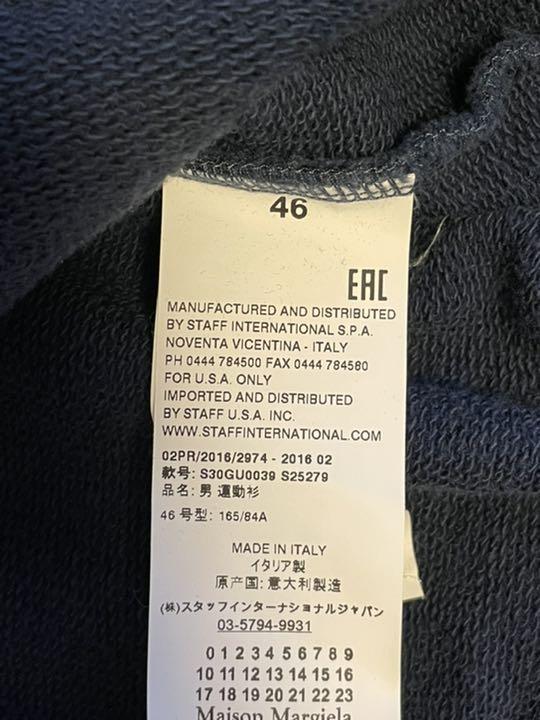 46
EAC
MANUFACTURED AND DISTRIBUTED
BY STAFF INTERNATIONAL S.P.A.
NOVENTA VICENTINA - ITALY
PH 0444 784500 FAX 0444 784580
FOR U.S.A. ONLY
IMPORTED AND DISTRIBUTED
BY STAFF U.S.A. INC.
WWW.STAFFINTERNATIONAL.COM
02PR/2016/2974 - 2016 02
款号: S30GU0039 S25279
品名: 男 運動衫
46 号型: 165/84A
MADE IN ITALY
イタリア製
原产国: 意大利製造
(株)スタッフインターナショナルジャパン
03-5794-9931
0 1 2 3 4 5 6 7 8 9
10 11 12 13 14 15 16
17 18 19 20 21 22 23
Maison Margiela